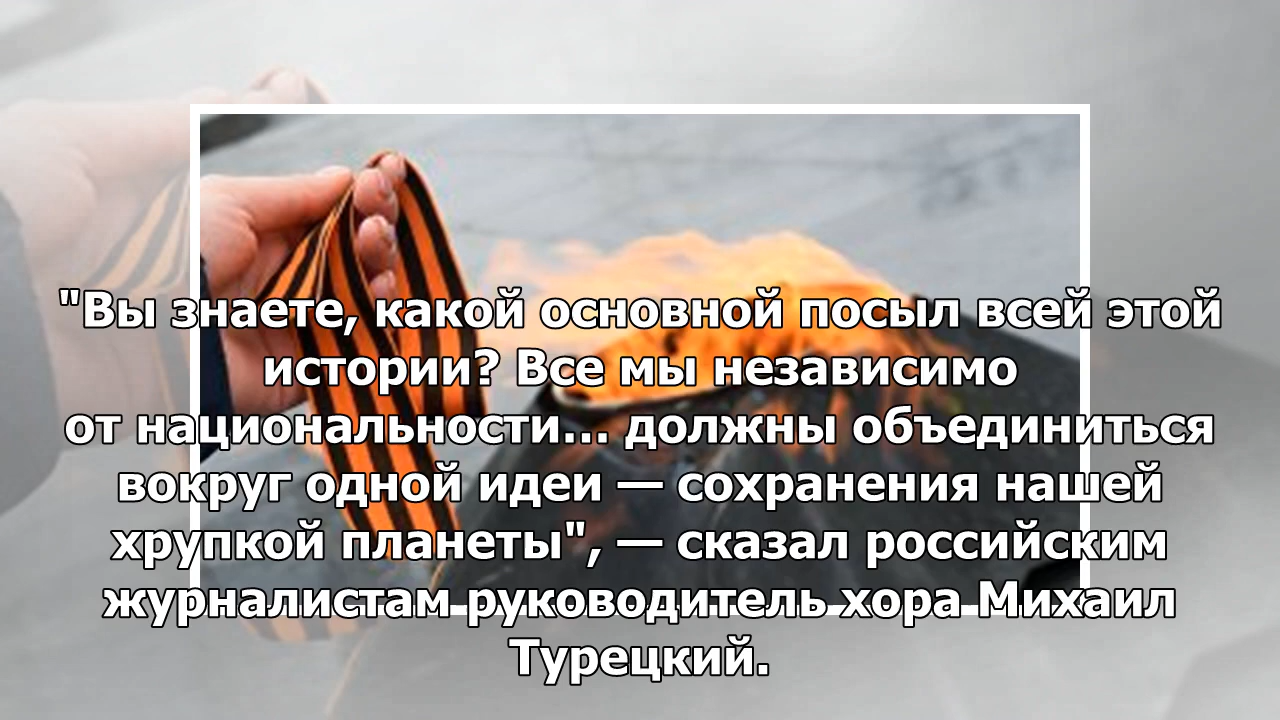 "Вы знаете, какой основной посыл всей этой
истории? Все мы независимо
от национальности... должны объединиться
вокруг одной идеи — сохранения нашей
хрупкой планеты", — сказал российским
журналистам руководитель хора Михаил
Турецкий.